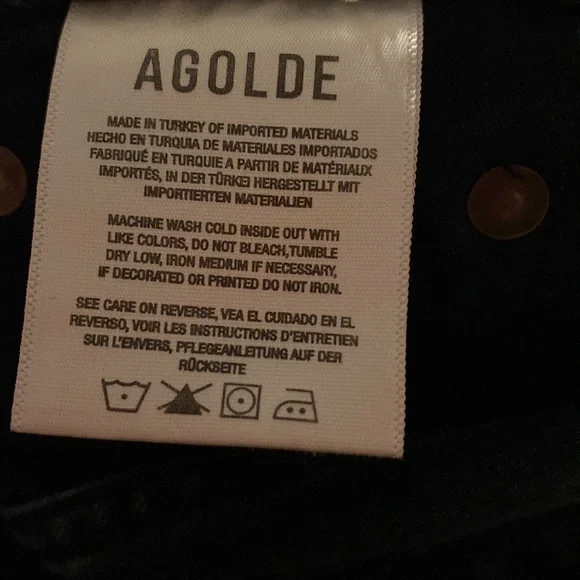 AGOLDE
MADE IN TURKEY OF IMPORTED MATERIALS
HECHO EN TURQUIA DE MATERIALES IMPORTADOS
FABRIQUÉ EN TURQUIE A PARTIR DE MATÉRIAUX
IMPORTÉS, IN DER TÜRKEI HERGESTELLT MIT
IMPORTIERTEN MATERIALIEN
MACHINE WASH COLD INSIDE OUT WITH
LIKE COLORS, DO NOT BLEACH,TUMBLE
DRY LOW, IRON MEDIUM IF NECESSARY,
IF DECORATED OR PRINTED DO NOT IRON.
SEE CARE ON REVERSE, VEA EL CUIDADO EN EL
REVERSO, VOIR LES INSTRUCTIONS D'ENTRETIEN
SUR L'ENVERS, PFLEGEANLEITUNG AUF DER
RÜCKSEITE